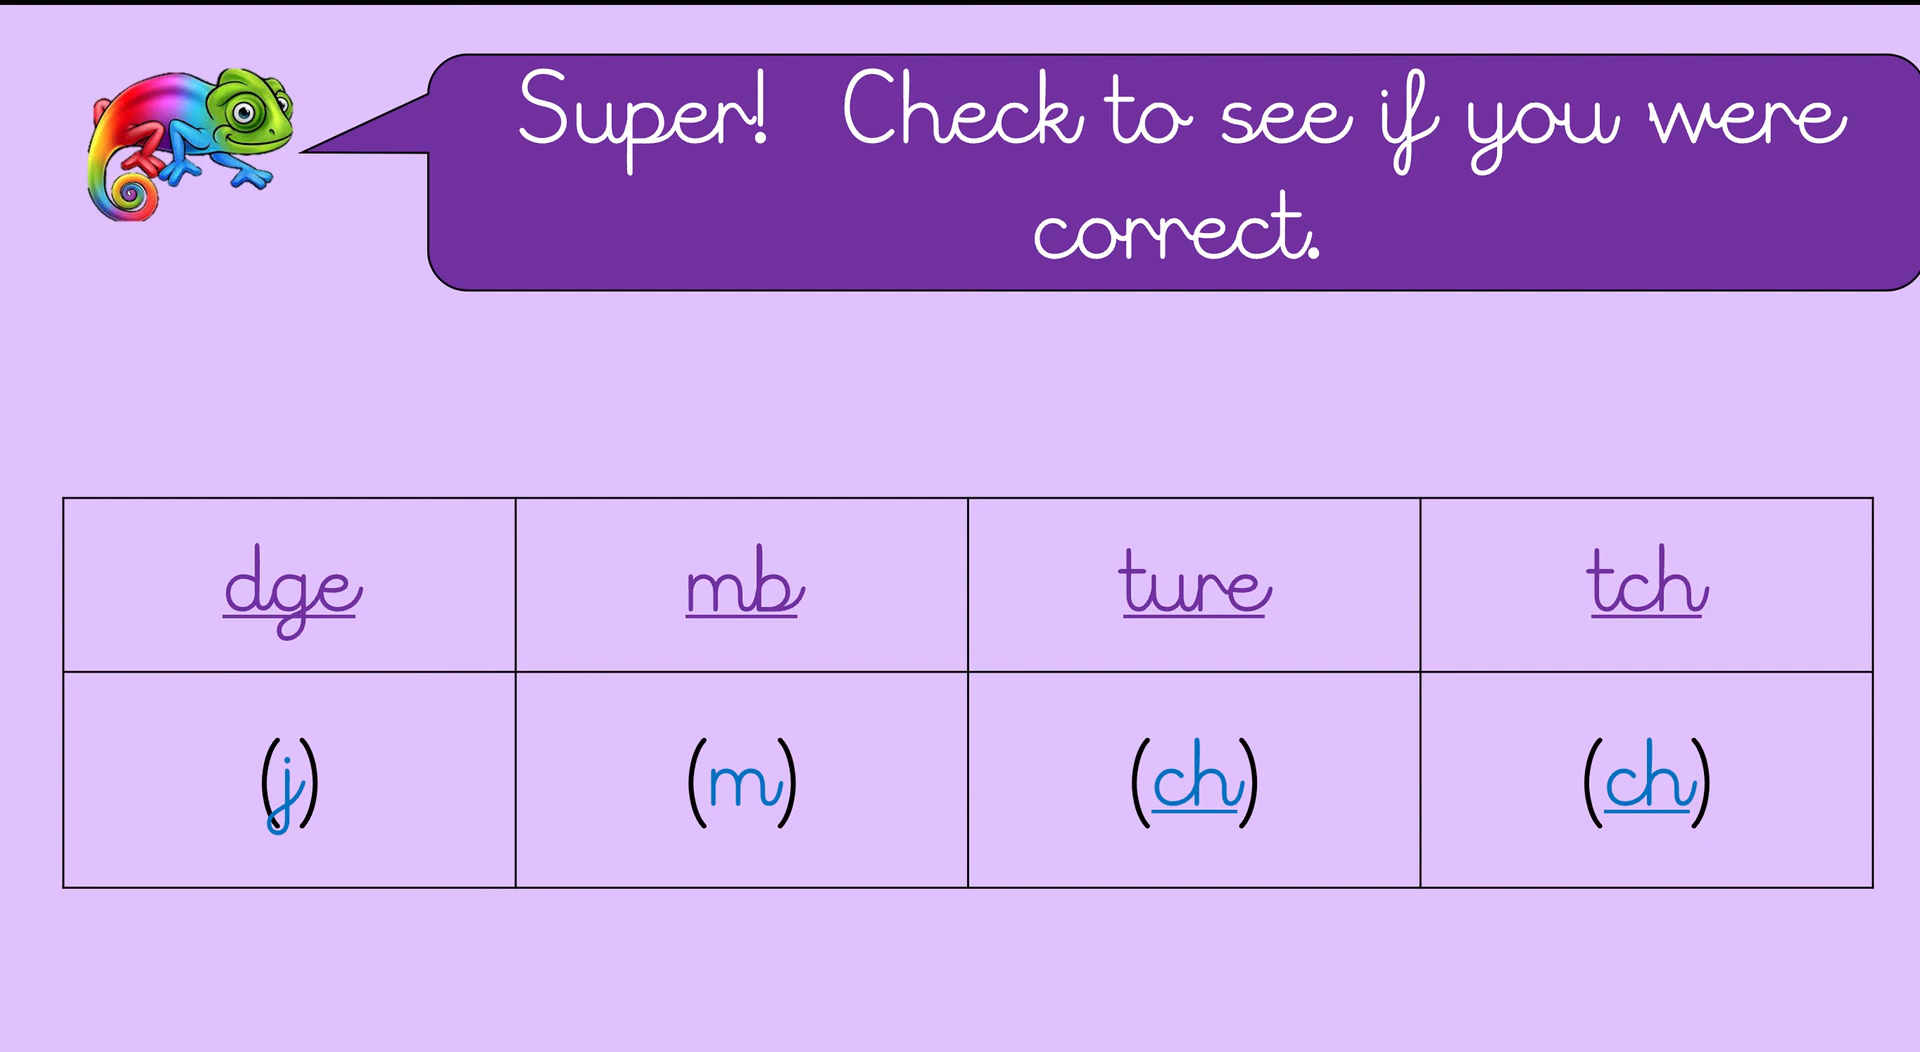 Super! Check to see if you were
correct.
dge mb ture tch
(j) (m) (ch) (ch)